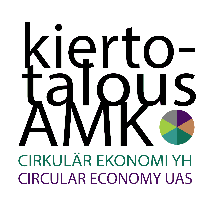 kierto-
talous
AMK
CIRKULÄR EKONOMI YH
CIRCULAR ECONOMY UAS